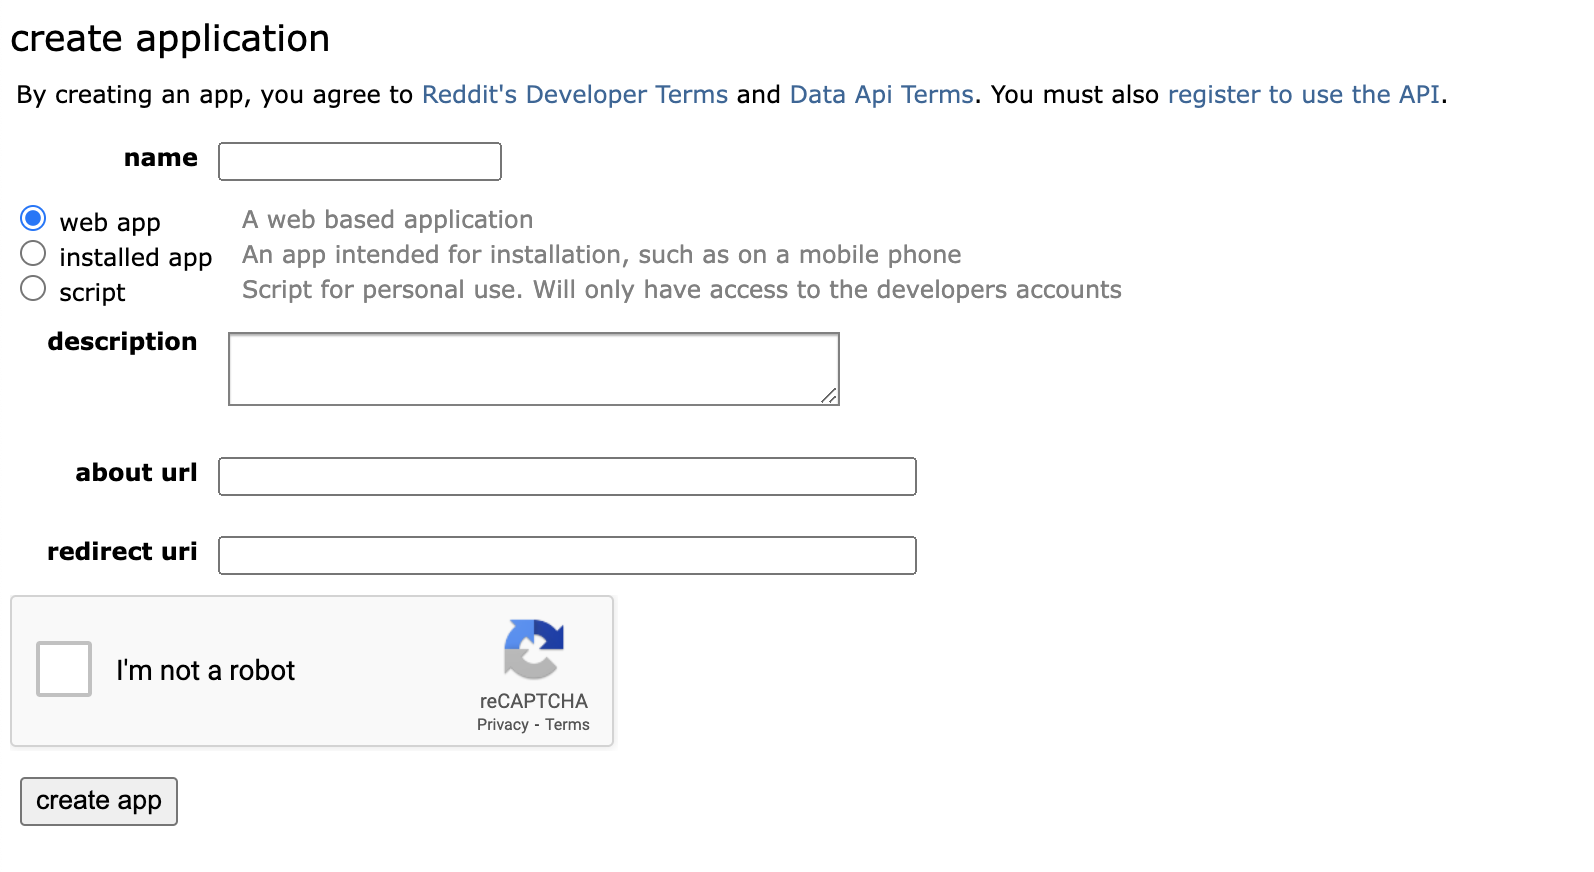 create application
By creating an app, you agree to Reddit's Developer Terms and Data Api Terms. You must also register to use the API.
name
web app A web based application
installed app An app intended for installation, such as on a mobile phone
script Script for personal use. Will only have access to the developers accounts
description
about url
redirect uri
I'm not a robot
reCAPTCHA
Privacy - Terms
create app